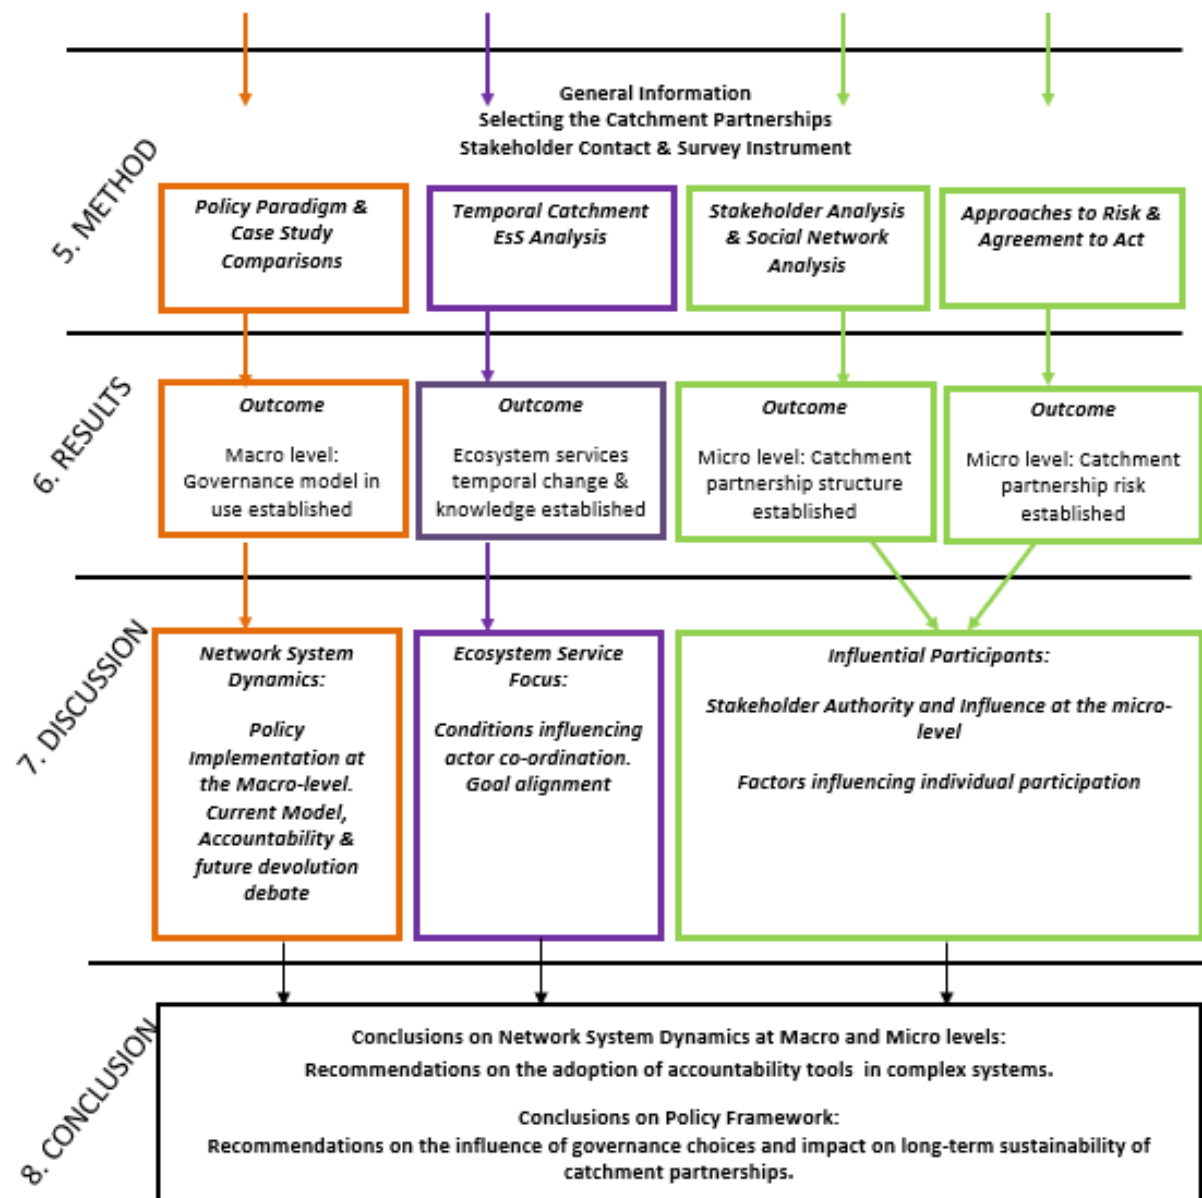 General Information
Selecting the Catchment Partnerships
Stakeholder Contact & Survey Instrument
5. METHOD
Policy Paradigm &
Case Study
Comparisons
Temporal Catchment
EsS Analysis
Stakeholder Analysis
& Social Network
Analysis
Approaches to Risk &
Agreement to Act
6. RESULTS
Outcome
Macro level:
Governance model in
use established
Outcome
Ecosystem services
temporal change &
knowledge established
Outcome
Micro level: Catchment
partnership structure
established
Outcome
Micro level: Catchment
partnership risk
established
7. DISCUSSION
Network System
Dynamics:
Policy
Implementation at
the Macro-level.
Current Model,
Accountability &
future devolution
debate
Ecosystem Service
Focus:
Conditions influencing
actor co-ordination.
Goal alignment
Influential Participants:
Stakeholder Authority and Influence at the micro-
level
Factors influencing individual participation
8. CONCLUSION
Conclusions on Network System Dynamics at Macro and Micro levels:
Recommendations on the adoption of accountability tools in complex systems.
Conclusions on Policy Framework:
Recommendations on the influence of governance choices and impact on long-term sustainability of
catchment partnerships.